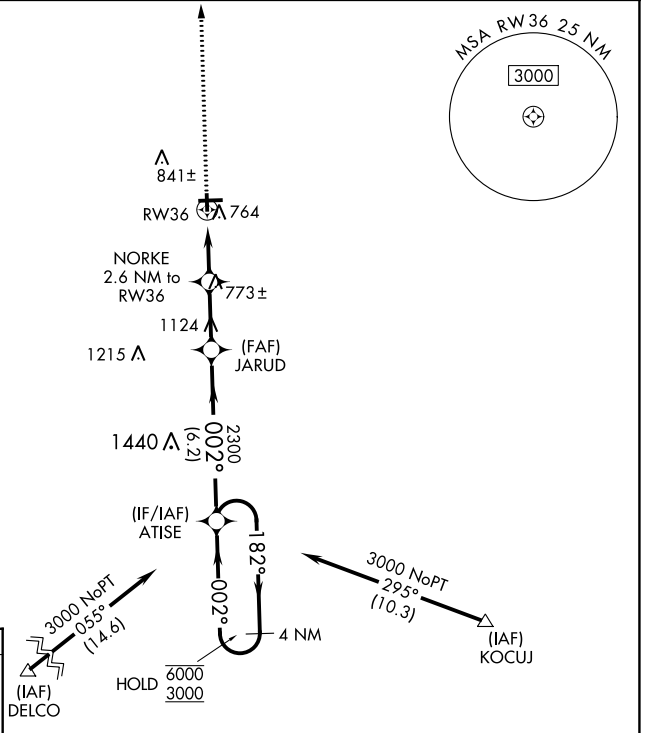 MSA RW36 25 NM
3000
841±
RW36
764
NORKE
2.6 NM to
RW36
773±
1124
1215
(FAF)
JARUD
1440
2300
002°
(6.2)
(IF/IAF)
ATISE
182°
002°
3000 NoPT
055°
(14.6)
3000 NoPT
295°
(10.3)
4 NM
(IAF)
KOCUJ
HOLD
6000
3000
(IAF)
DELCO